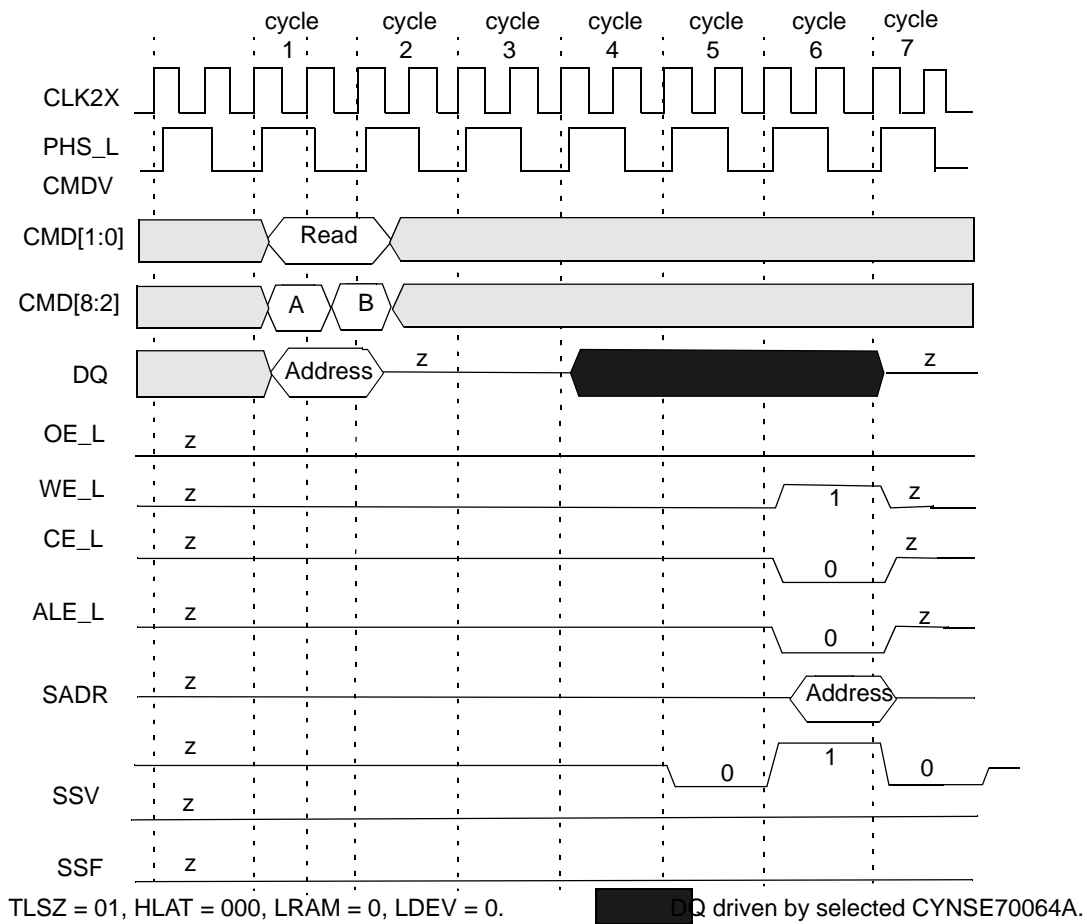 cycle cycle cycle cycle cycle cycle cycle
1 2 3 4 5 6 7
CLK2X
PHS_L
CMDV
CMD[1:0] Read
CMD[8:2] A B
DQ Address z z
OE_L z
WE_L z 1 z
CE_L z 0 z
ALE_L z 0 z
SADR z Address
z 0 1 0
SSV z
SSF z
TLSZ = 01, HLAT = 000, LRAM = 0, LDEV = 0. DQ driven by selected CYNSE70064A.